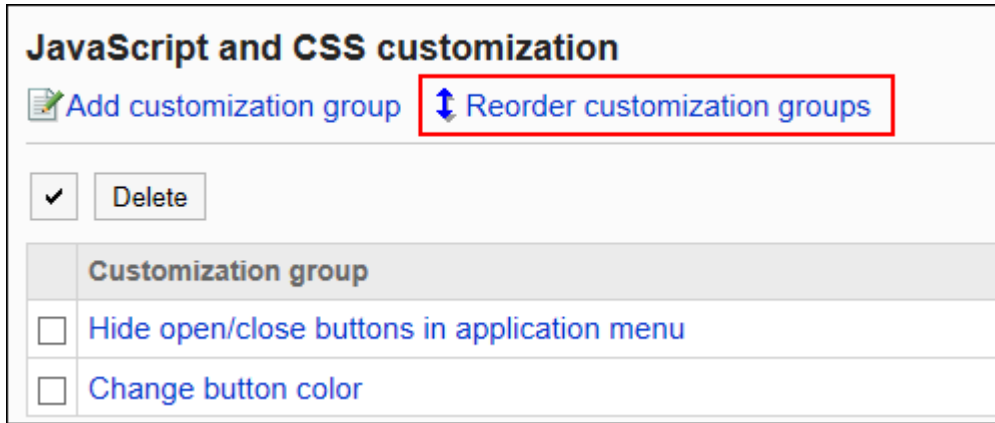 JavaScript and CSS customization
Add customization group Reorder customization groups
Delete
Customization group
Hide open/close buttons in application menu
Change button color